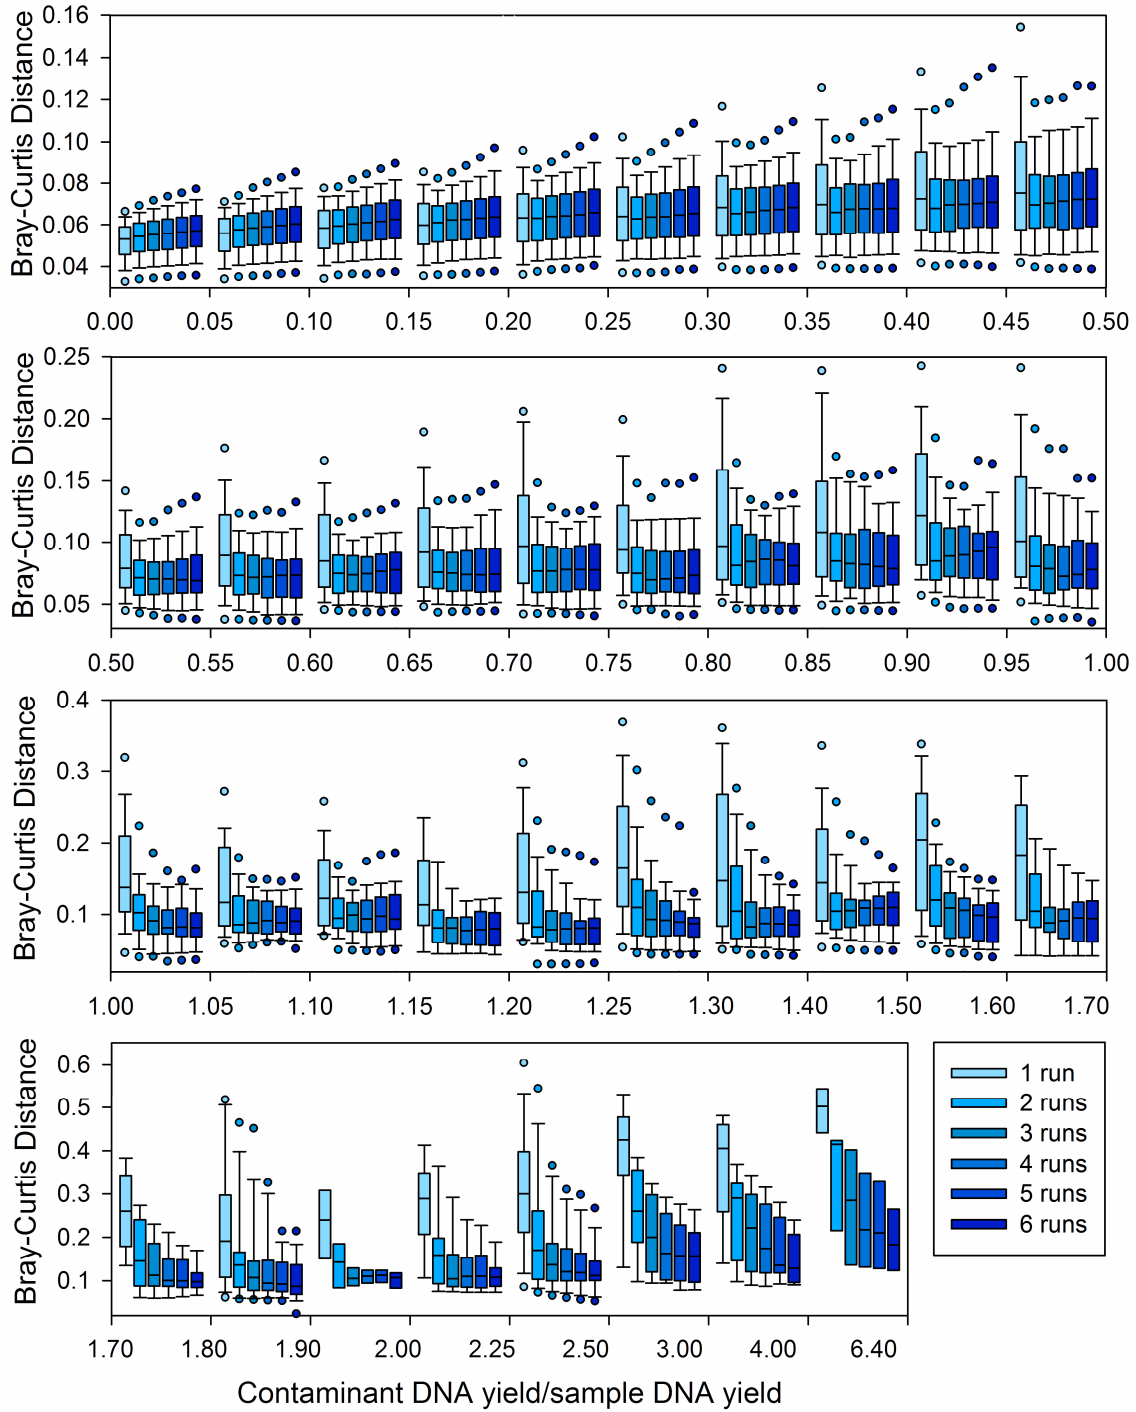 Bray-Curtis Distance
0.16
0.14
0.12
0.10
0.08
0.06
0.04
0.00 0.05 0.10 0.15 0.20 0.25 0.30 0.35 0.40 0.45 0.50
Bray-Curtis Distance
0.25
0.20
0.15
0.10
0.05
0.50 0.55 0.60 0.65 0.70 0.75 0.80 0.85 0.90 0.95 1.00
Bray-Curtis Distance
0.4
0.3
0.2
0.1
1.00 1.05 1.10 1.15 1.20 1.25 1.30 1.40 1.50 1.60 1.70
Bray-Curtis Distance
0.6
0.5
0.4
0.3
0.2
0.1
1.70 1.80 1.90 2.00 2.25 2.50 3.00 4.00 6.40
Contaminant DNA yield/sample DNA yield
1 run
2 runs
3 runs
4 runs
5 runs
6 runs